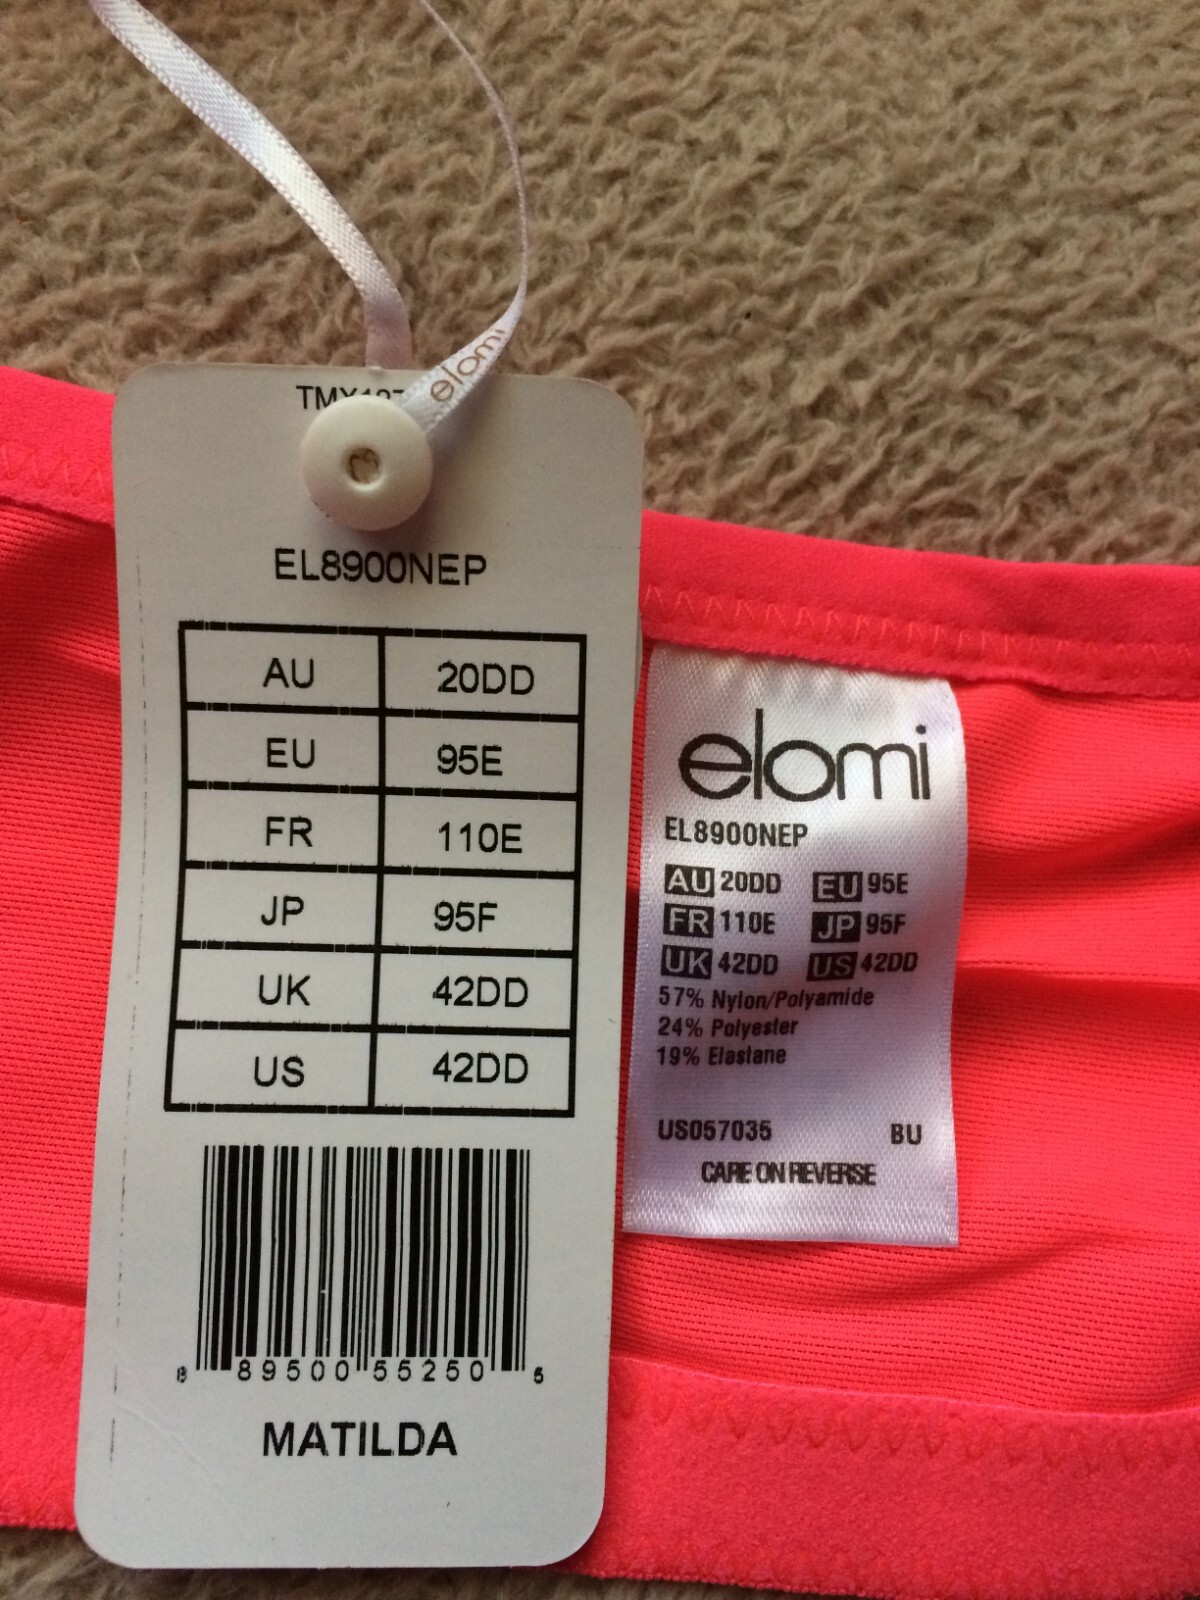 elomi
EL8900NEP
AU 20DD
EU 95E
FR 110E
JP 95F
UK 42DD
US 42DD
8 89500 55250 5
MATILDA
elomi
EL8900NEP
AU 20DD EU 95E
FR 110E JP 95F
UK 42DD US 42DD
57% Nylon/Polyamide
24% Polyester
19% Elastane
US057035 BU
CARE ON REVERSE